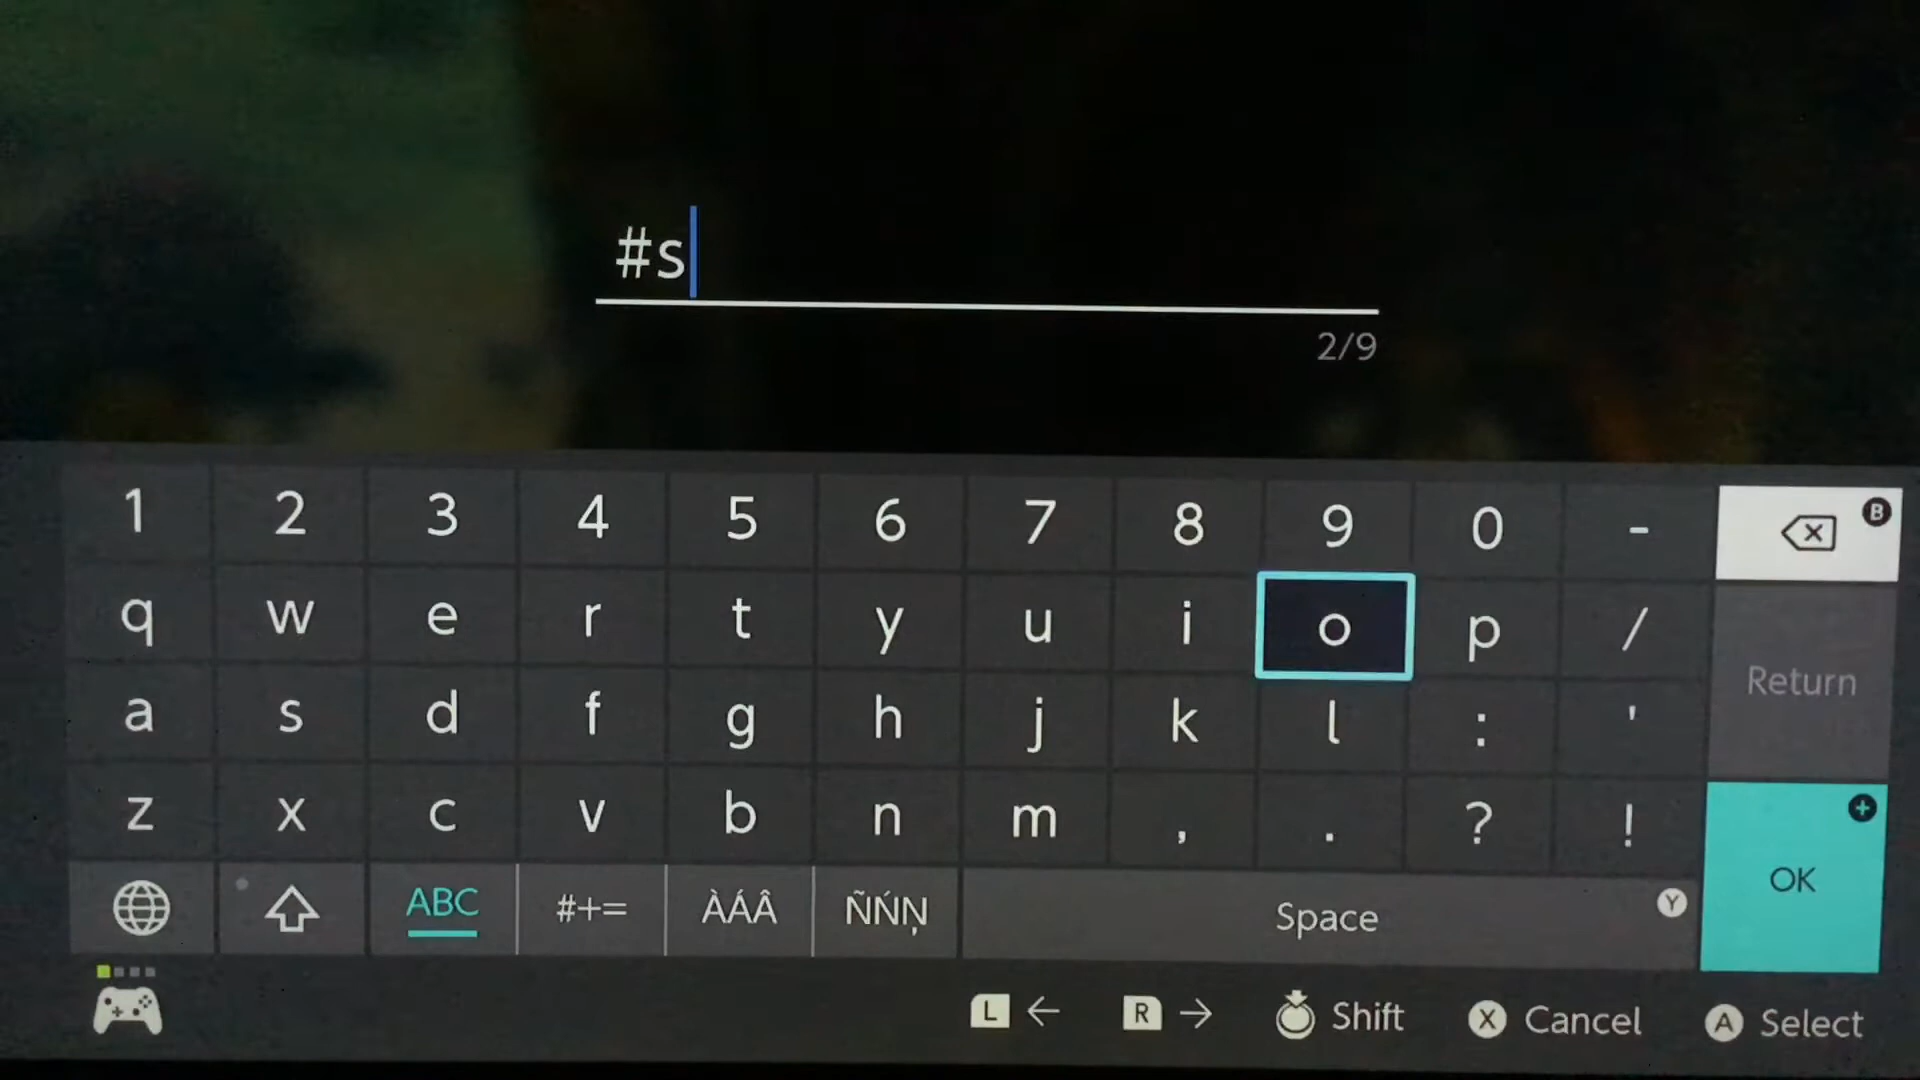 #s
2/9
1 2 3 4 5 6 7 8 9 0 - B
q w e r t y u i o p / Return
a s d f g h j k l : '
z x c v b n m , . ? ! + OK
ABC #+= ÀÁÂ ÑŃŅ Space Y
L ← R → Shift X Cancel A Select